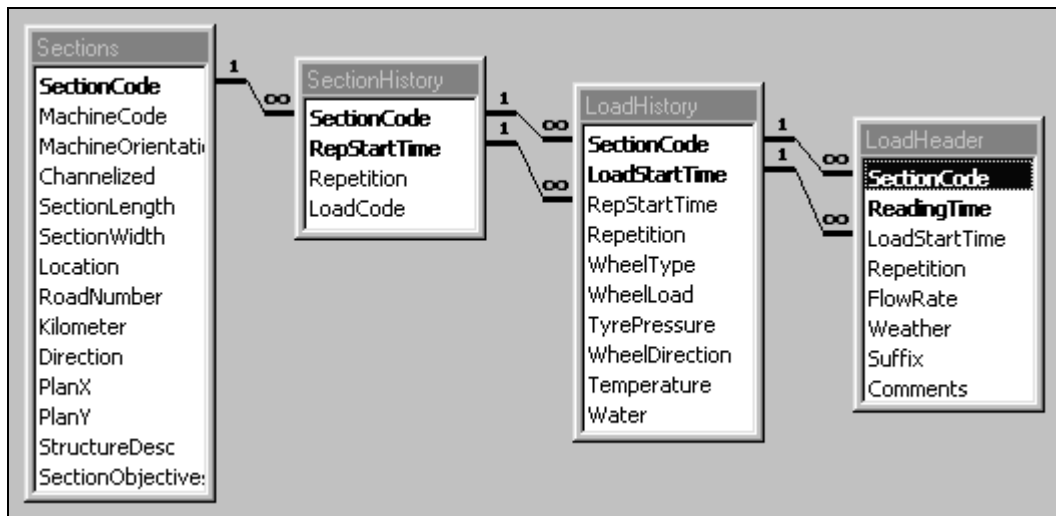 Sections
SectionCode
MachineCode
MachineOrientati
Channelized
SectionLength
SectionWidth
Location
RoadNumber
Kilometer
Direction
PlanX
PlanY
StructureDesc
SectionObjective
1
∞
SectionHistory
SectionCode
RepStartTime
Repetition
LoadCode
1
1
∞
∞
LoadHistory
SectionCode
LoadStartTime
RepStartTime
Repetition
WheelType
WheelLoad
TyrePressure
WheelDirection
Temperature
Water
1
1
∞
∞
LoadHeader
SectionCode
ReadingTime
LoadStartTime
Repetition
FlowRate
Weather
Suffix
Comments